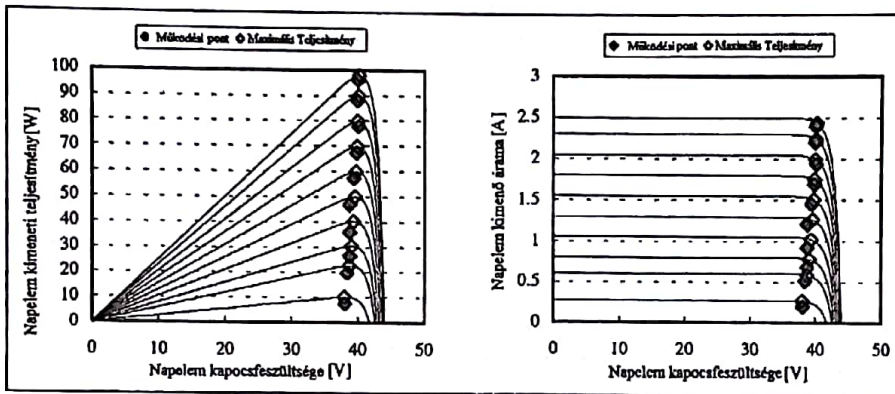 Működési pont Maximális Teljesítmény
Napelem kimeneti teljesítmény [W]
100
90
80
70
60
50
40
30
20
10
0
0 10 20 30 40 50
Napelem kapocsfeszültsége [V]
Működési pont Maximális Teljesítmény
Napelem kimenő árama [A]
3
2.5
2
1.5
1
0.5
0
0 10 20 30 40 50
Napelem kapocsfeszültsége [V]